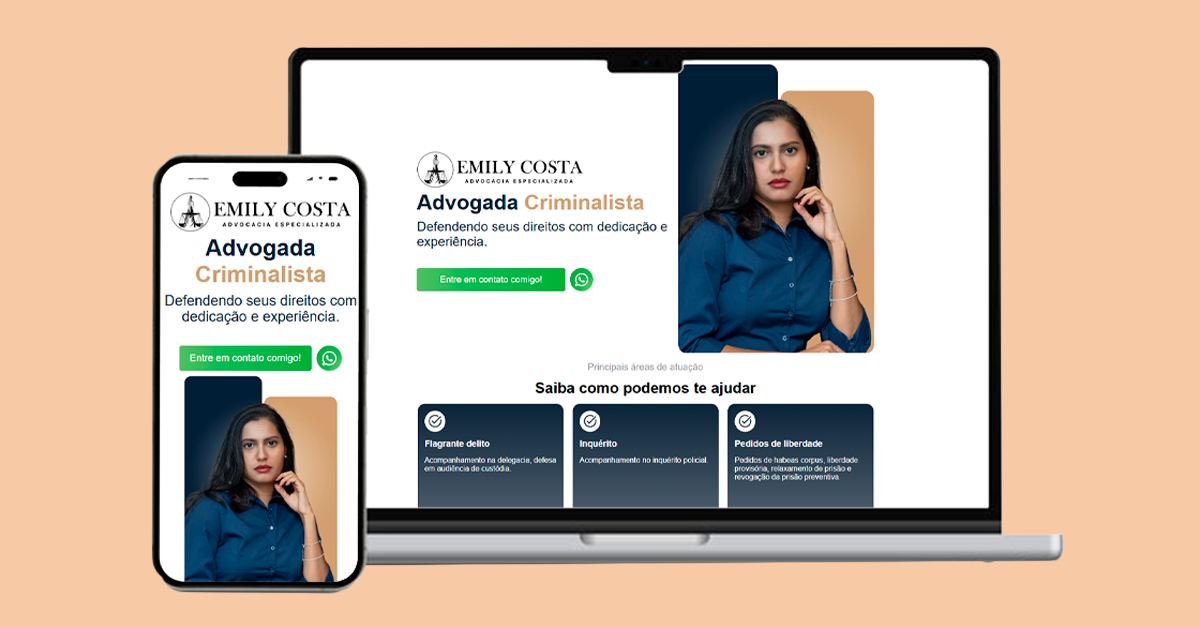 EMILY COSTA
ADVOCACIA ESPECIALIZADA
Advogada
Criminalista
Defendendo seus direitos com
dedicação e experiência.
Entre em contato comigo!
EMILY COSTA
ADVOCACIA ESPECIALIZADA
Advogada Criminalista
Defendendo seus direitos com dedicação e
experiência.
Entre em contato comigo!
Principais áreas de atuação
Saiba como podemos te ajudar
Flagrante delito
Acompanhamento na delegacia, defesa
em audiência de custódia.
Inquérito
Acompanhamento no inquérito policial.
Pedidos de liberdade
Pedidos de habeas corpus, liberdade
provisória, relaxamento de prisão e
revogação da prisão preventiva.